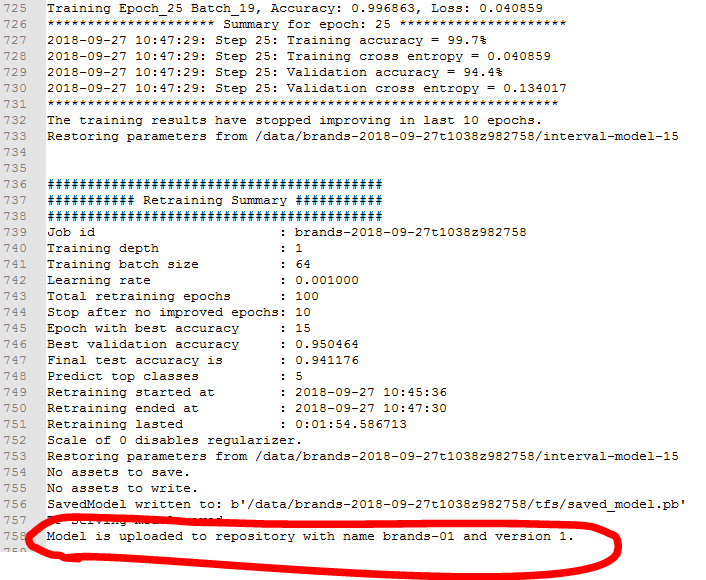 725 Training Epoch_25 Batch_19, Accuracy: 0.996863, Loss: 0.040859
726 ********************* Summary for epoch: 25 *********************
727 2018-09-27 10:47:29: Step 25: Training accuracy = 99.7%
728 2018-09-27 10:47:29: Step 25: Training cross entropy = 0.040859
729 2018-09-27 10:47:29: Step 25: Validation accuracy = 94.4%
730 2018-09-27 10:47:29: Step 25: Validation cross entropy = 0.134017
731 ****************************************************************
732 The training results have stopped improving in last 10 epochs.
733 Restoring parameters from /data/brands-2018-09-27t1038z982758/interval-model-15
734
735
736 ##########################################
737 ########### Retraining Summary ###########
738 ##########################################
739 Job id                       : brands-2018-09-27t1038z982758
740 Training depth               : 1
741 Training batch size          : 64
742 Learning rate                : 0.001000
743 Total retraining epochs      : 100
744 Stop after no improved epochs: 10
745 Epoch with best accuracy     : 15
746 Best validation accuracy     : 0.950464
747 Final test accuracy is       : 0.941176
748 Predict top classes          : 5
749 Retraining started at        : 2018-09-27 10:45:36
750 Retraining ended at          : 2018-09-27 10:47:30
751 Retraining lasted            : 0:01:54.586713
752 Scale of 0 disables regularizer.
753 Restoring parameters from /data/brands-2018-09-27t1038z982758/interval-model-15
754 No assets to save.
755 No assets to write.
756 SavedModel written to: b'/data/brands-2018-09-27t1038z982758/tfs/saved_model.pb'
757
758 Model is uploaded to repository with name brands-01 and version 1.
759